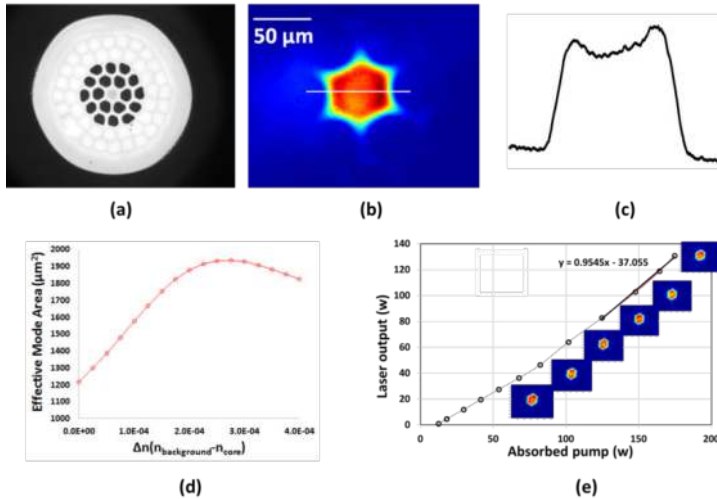 50 µm
(a)
(b)
(c)
2000
1900
1800
1700
1600
1500
1400
1300
1200
1100
1000
Effective Mode Area (µm²)
0.0E+00
1.0E-04
2.0E-04
3.0E-04
4.0E-04
Δn(nbackground-ncore)
(d)
140
120
100
80
60
40
20
0
Laser output (w)
y = 0.9545x - 37.055
0
50
100
150
200
Absorbed pump (w)
(e)